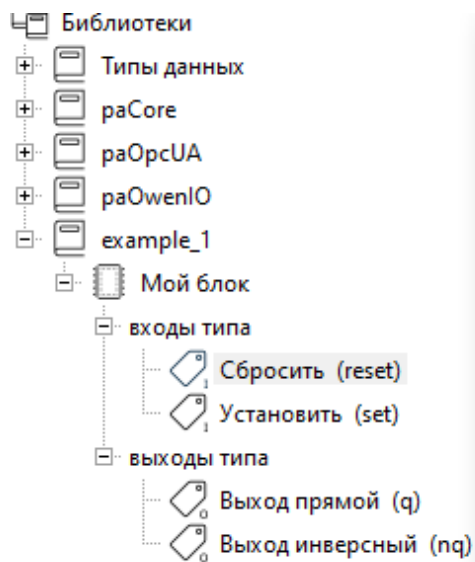 Библиотеки
Типы данных
paCore
paOpcUA
paOwenIO
example_1
Мой блок
входы типа
Сбросить (reset)
Установить (set)
выходы типа
Выход прямой (q)
Выход инверсный (nq)